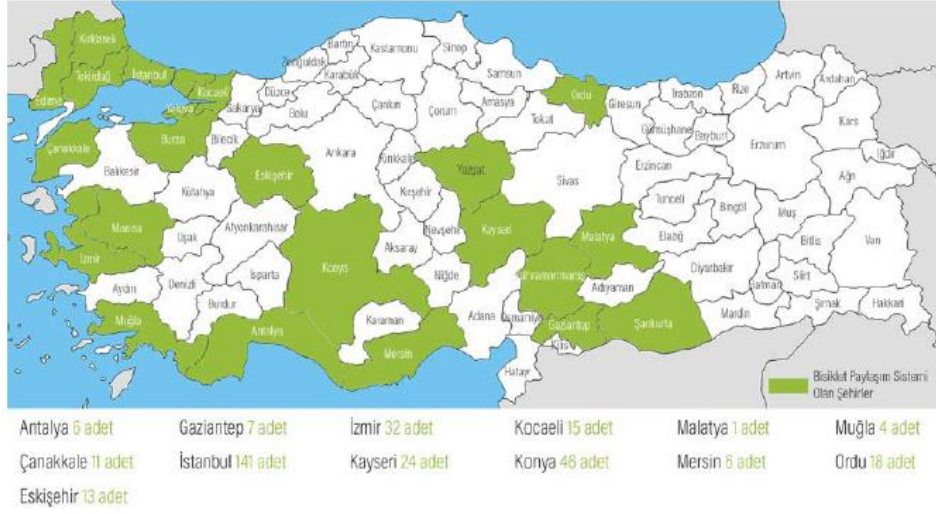 Kırklareli
Tekirdağ
İstanbul
Edirne
Kocaeli
Yalova
Çanakkale
Bursa
Balıkesir
Bilecik
Sakarya
Düzce
Bolu
Zonguldak
Bartın
Karabük
Kastamonu
Sinop
Samsun
Çankırı
Çorum
Amasya
Tokat
Ordu
Giresun
Trabzon
Rize
Artvin
Ardahan
Kars
Gümüşhane
Bayburt
Erzurum
Iğdır
Ağrı
Erzincan
Sivas
Yozgat
Kırıkkale
Ankara
Eskişehir
Kütahya
Manisa
İzmir
Uşak
Afyonkarahisar
Konya
Kırşehir
Nevşehir
Aksaray
Kayseri
Malatya
Tunceli
Elazığ
Bingöl
Muş
Bitlis
Van
Diyarbakır
Batman
Siirt
Şırnak
Hakkari
Mardin
Adıyaman
Şanlıurfa
Gaziantep
Kilis
Kahramanmaraş
Osmaniye
Hatay
Adana
Niğde
Mersin
Karaman
Antalya
Isparta
Burdur
Denizli
Aydın
Muğla
Bisiklet Paylaşım Sistemi
Olan Şehirler
Antalya 6 adet Gaziantep 7 adet İzmir 32 adet Kocaeli 15 adet Malatya 1 adet Muğla 4 adet
Çanakkale 11 adet İstanbul 141 adet Kayseri 24 adet Konya 46 adet Mersin 6 adet Ordu 18 adet
Eskişehir 13 adet